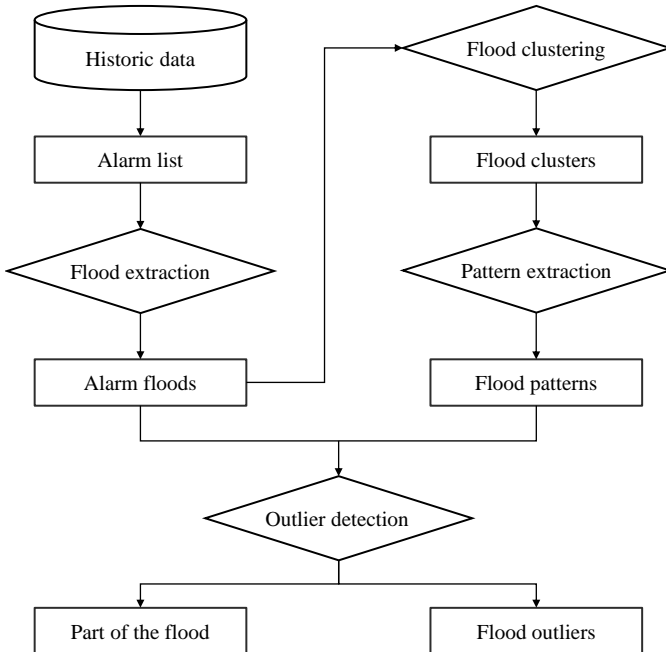 Historic data
Alarm list
Flood extraction
Alarm floods
Flood clustering
Flood clusters
Pattern extraction
Flood patterns
Outlier detection
Part of the flood
Flood outliers